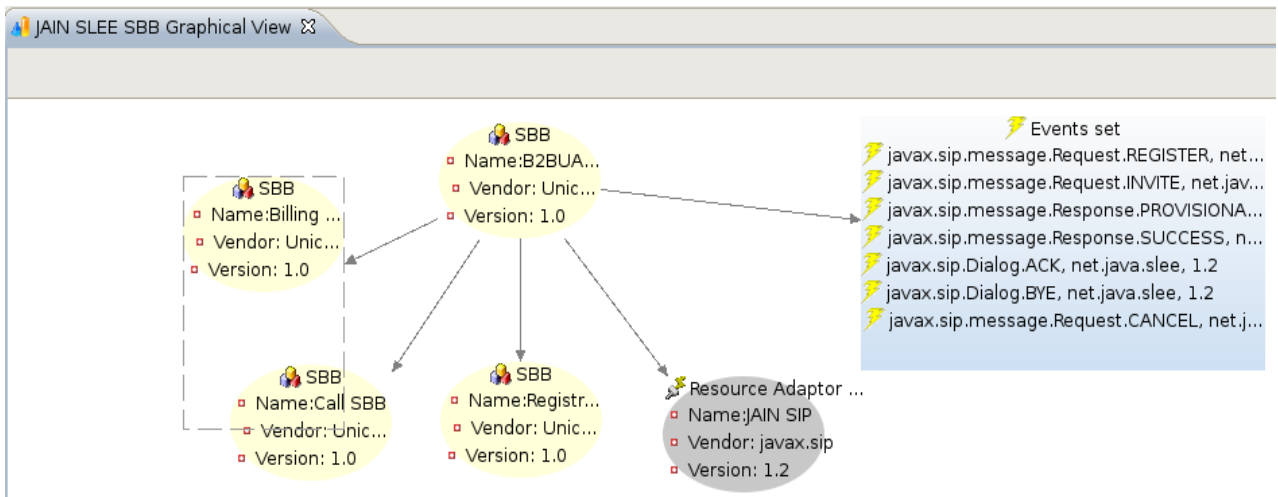 JAIN SLEE SBB Graphical View
SBB
Name:B2BUA...
Vendor: Unic...
Version: 1.0
SBB
Name:Billing ...
Vendor: Unic...
Version: 1.0
SBB
Name:Call SBB
Vendor: Unic...
Version: 1.0
SBB
Name:Registr...
Vendor: Unic...
Version: 1.0
Resource Adaptor ...
Name:JAIN SIP
Vendor: javax.sip
Version: 1.2
Events set
javax.sip.message.Request.REGISTER, net...
javax.sip.message.Request.INVITE, net.jav...
javax.sip.message.Response.PROVISIONA...
javax.sip.message.Response.SUCCESS, n...
javax.sip.Dialog.ACK, net.java.slee, 1.2
javax.sip.Dialog.BYE, net.java.slee, 1.2
javax.sip.message.Request.CANCEL, net.j...